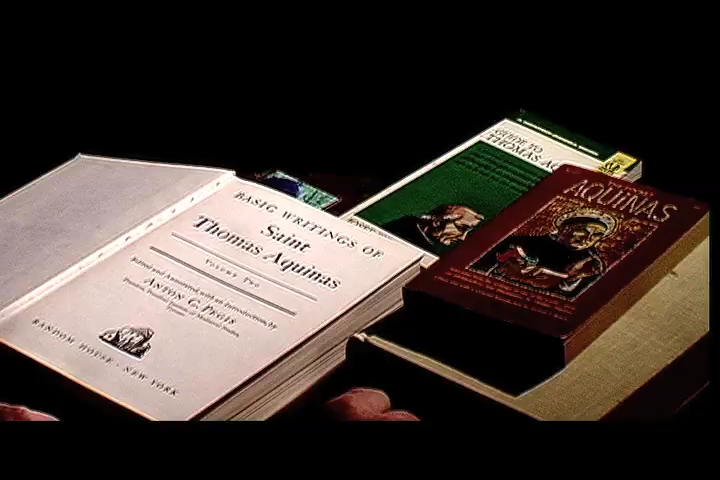 BASIC WRITINGS OF
Saint
Thomas Aquinas
VOLUME TWO
Edited and Annotated, with an Introduction, by
ANTON C. PEGIS
RANDOM HOUSE · NEW YORK
GUIDE TO
THOMAS AQ
AQUINAS